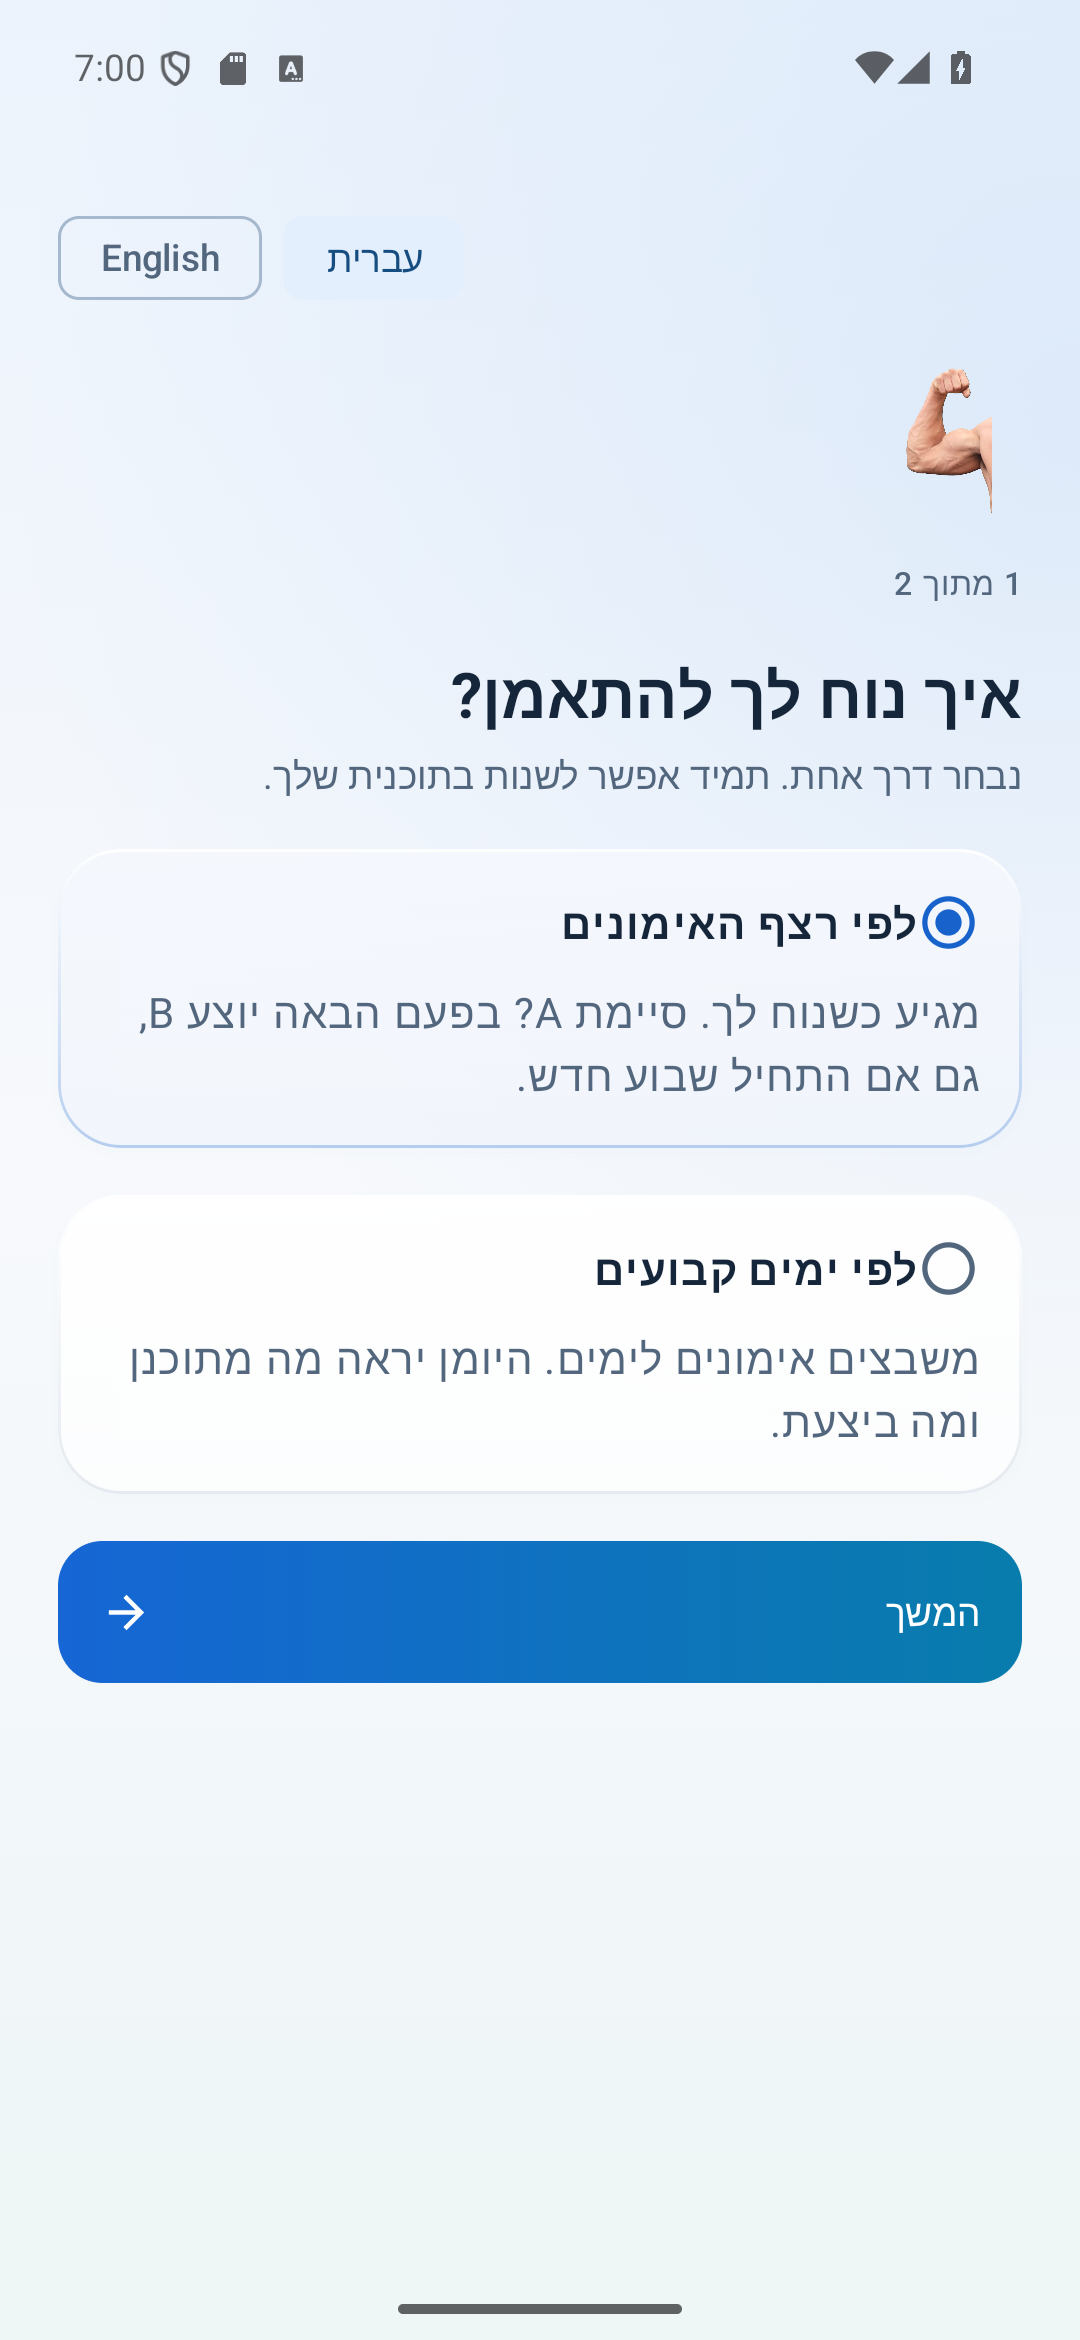 7:00
English
עברית
1 מתוך 2
איך נוח לך להתאמן?
נבחר דרך אחת. תמיד אפשר לשנות בתוכנית שלך.
לפי רצף האימונים
מגיע כשנוח לך. סיימת A? בפעם הבאה יוצע B,
גם אם התחיל שבוע חדש.
לפי ימים קבועים
משבצים אימונים לימים. היומן יראה מה מתוכנן
ומה ביצעת.
המשך